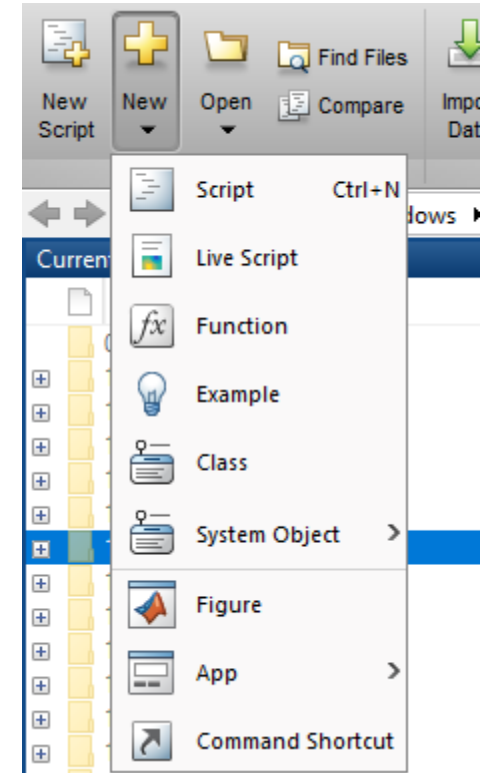 New
Script
New
Open
Find Files
Compare
Impo
Dat
Script Ctrl+N
dows
Curren
Live Script
fx Function
Example
Class
System Object
Figure
App
Command Shortcut